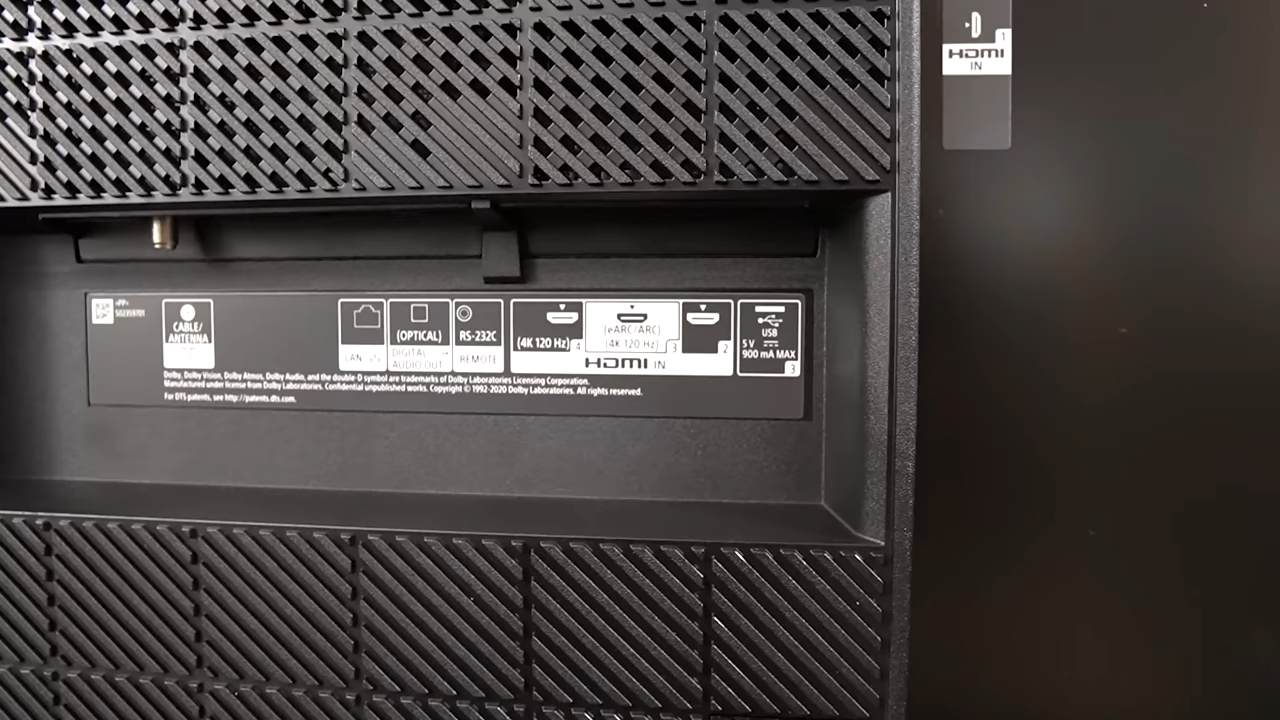 1
HDMI
IN
-PP-
502359701
CABLE/
ANTENNA
LAN
(OPTICAL)
DIGITAL
AUDIO OUT
RS-232C
REMOTE
(4K 120 Hz) 4
(eARC/ARC)
(4K 120 Hz) 3
2
HDMI IN
USB
5 V
900 mA MAX
3
Dolby, Dolby Vision, Dolby Atmos, Dolby Audio, and the double-D symbol are trademarks of Dolby Laboratories Licensing Corporation.
Manufactured under license from Dolby Laboratories. Confidential unpublished works. Copyright © 1992-2020 Dolby Laboratories. All rights reserved.
For DTS patents, see http://patents.dts.com.